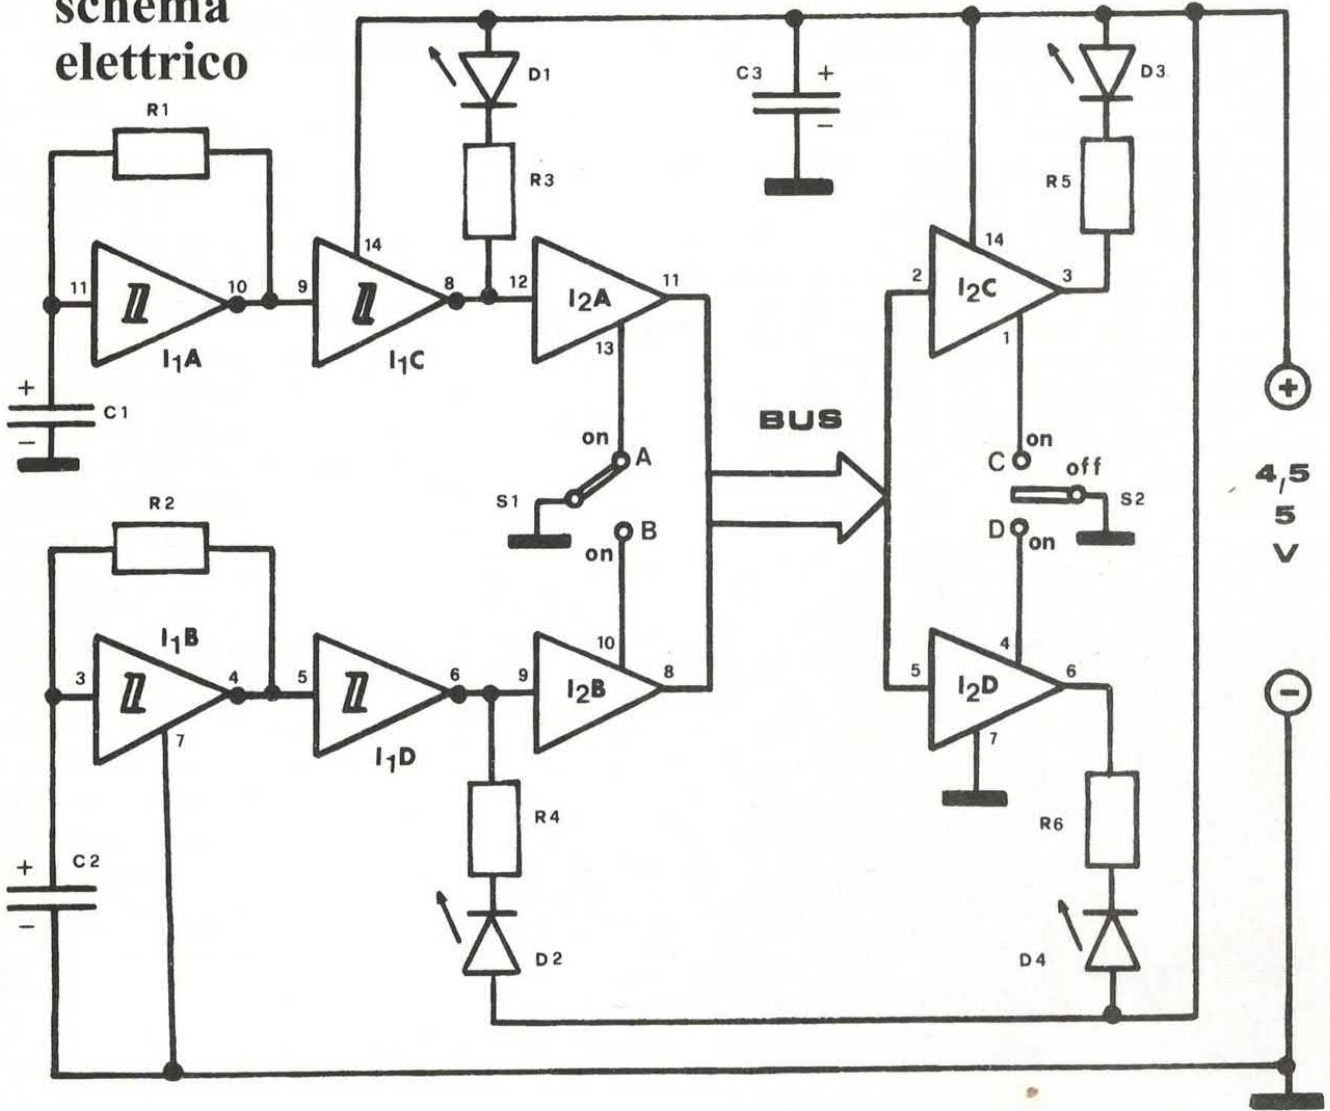 schema
elettrico
R1
D1
C3
+
-
D3
R3
R5
14
14
11
10
9
8
12
11
2
3
I1A
I1C
I2A
I2C
13
1
+
C1
-
BUS
on
A
S1
B
on
C
on
off
S2
D
on
+
4,5
5
V
-
R2
I1B
3
4
5
6
9
10
8
5
4
6
I2B
I2D
7
I1D
7
R4
R6
+
C2
-
D2
D4